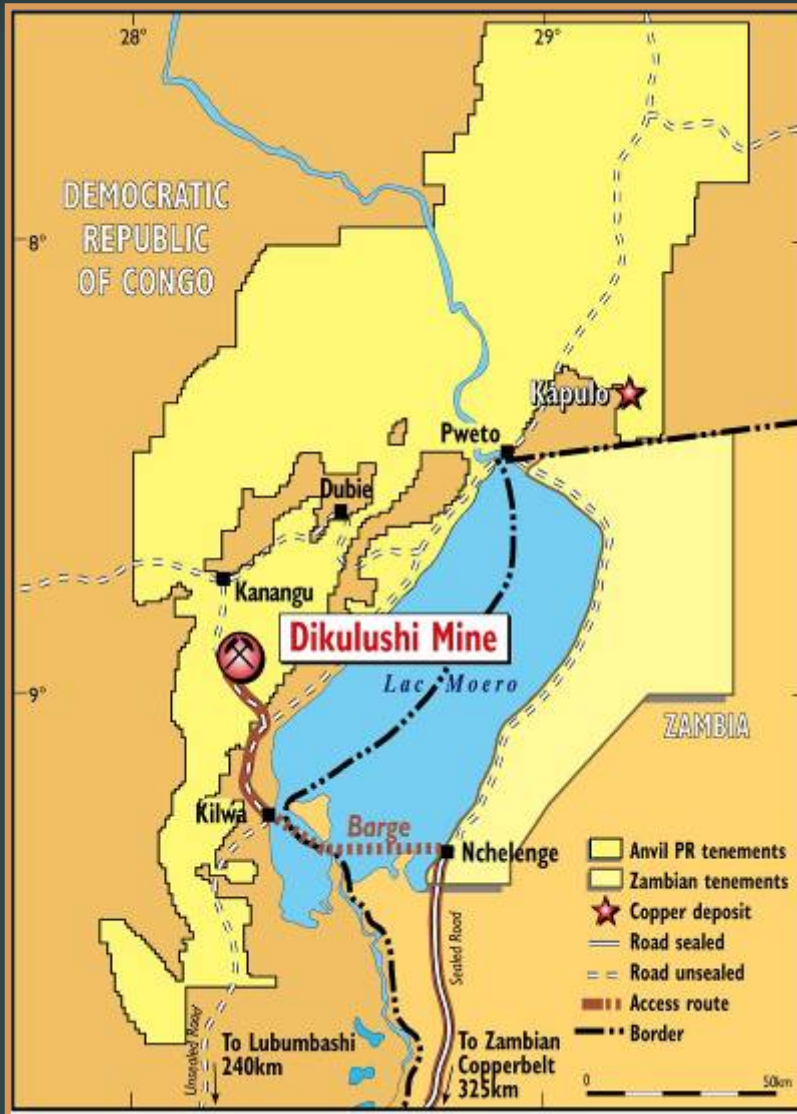 28°
29°
DEMOCRATIC
REPUBLIC
OF CONGO
8°
Kapulo
Pweto
Dubie
Kanangu
Dikulushi Mine
Lac Moero
9°
ZAMBIA
Kilwa
Barge
Nchelenge
Anvil PR tenements
Zambian tenements
Copper deposit
Road sealed
Road unsealed
Access route
Border
Sealed Road
Unsealed Road
To Lubumbashi
240km
To Zambian
Copperbelt
325km
0
50km